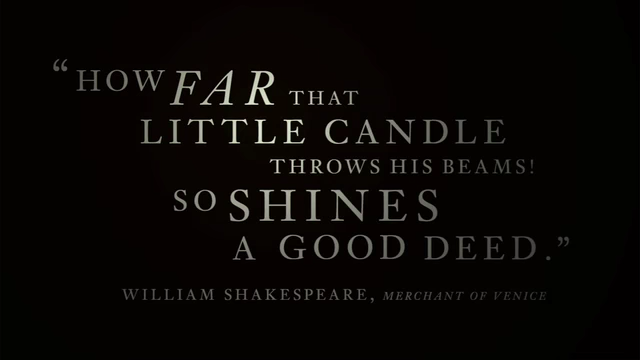 “HOW FAR THAT
LITTLE CANDLE
THROWS HIS BEAMS!
SO SHINES
A GOOD DEED.”
WILLIAM SHAKESPEARE, MERCHANT OF VENICE